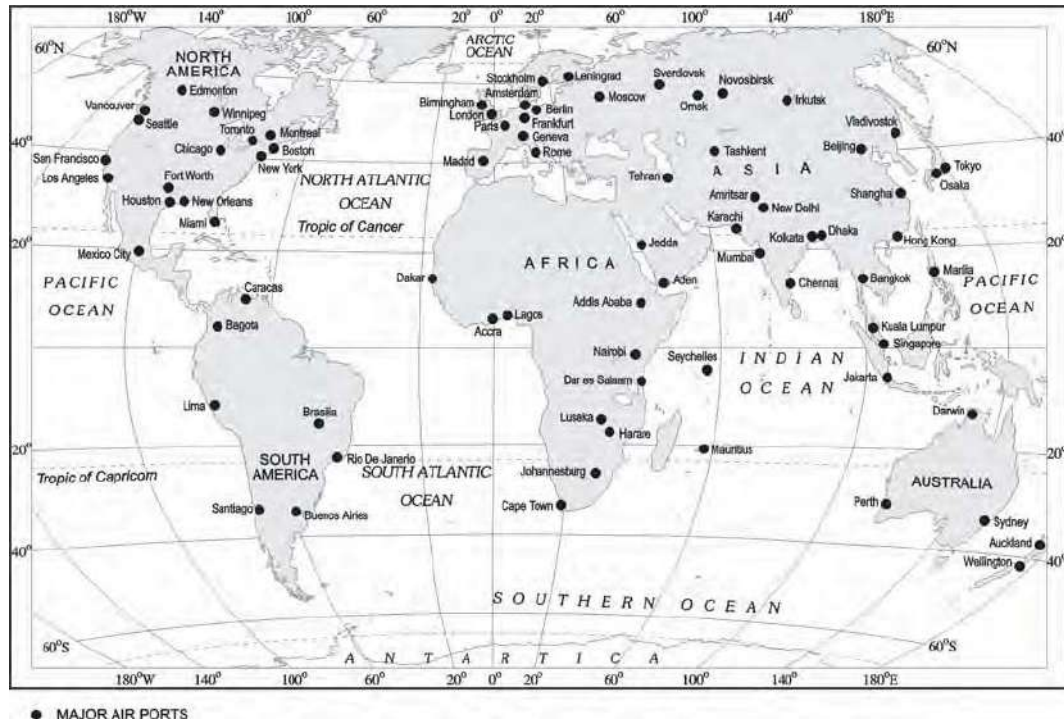 180°W 140° 100° 60° 20° 0° 20° 60° 100° 140° 180°E
60°N
60°N
40°
40°
20°
20°
20°
20°
40°
40°
60°S
60°S
180°W 140° 100° 60° 20° 0° 20° 60° 100° 140° 180°E
ARCTIC
OCEAN
NORTH
AMERICA
Edmonton
Vancouver
Seattle
Winnipeg
Toronto
Montreal
Chicago
Boston
New York
San Francisco
Los Angeles
Fort Worth
Houston
New Orleans
Miami
Mexico City
NORTH ATLANTIC
OCEAN
Tropic of Cancer
PACIFIC
OCEAN
Caracas
Bagota
Lima
Brasilia
Rio De Janerio
SOUTH
AMERICA
Santiago
Buenos Airies
Tropic of Capricorn
SOUTH ATLANTIC
OCEAN
Stockholm
Leningrad
Amsterdam
Birmingham
London
Berlin
Paris
Frankfurt
Geneva
Madrid
Rome
Moscow
Sverdovsk
Omsk
Novosbirsk
Irkutsk
Vladivostok
Beijing
Tashkent
ASIA
Tokyo
Osaka
Tehren
Shanghai
Amritsar
New Delhi
Karachi
Kolkata
Dhaka
Hong Kong
Mumbai
Chennai
Bangkok
Manila
PACIFIC
OCEAN
Jedda
AFRICA
Aden
Dakar
Addis Ababa
Lagos
Accra
Nairobi
Seychelles
Dar es Salaam
INDIAN
OCEAN
Kuala Lumpur
Singapore
Jakarta
Darwin
Lusaka
Harare
Mauritius
Johannesburg
Cape Town
AUSTRALIA
Perth
Sydney
Auckland
Wellington
SOUTHERN OCEAN
ANTARTICA
MAJOR AIR PORTS